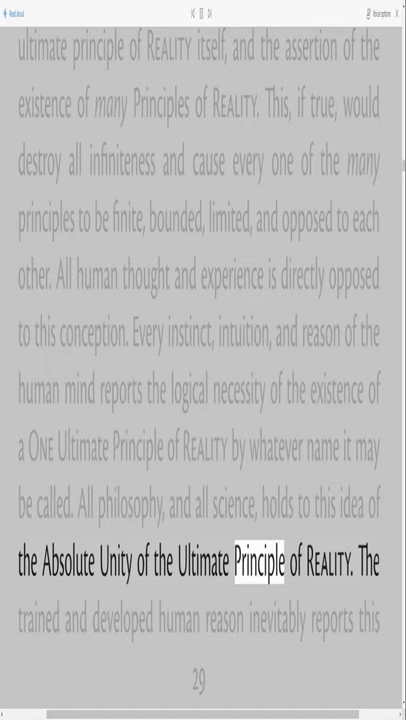 Read aloud
Voice options
ultimate principle of REALITY itself, and the assertion of the
existence of many Principles of REALITY. This, if true, would
destroy all infiniteness and cause every one of the many
principles to be finite, bounded, limited, and opposed to each
other. All human thought and experience is directly opposed
to this conception. Every instinct, intuition, and reason of the
human mind reports the logical necessity of the existence of
a ONE Ultimate Principle of REALITY by whatever name it may
be called. All philosophy, and all science, holds to this idea of
the Absolute Unity of the Ultimate Principle of REALITY. The
trained and developed human reason inevitably reports this
29